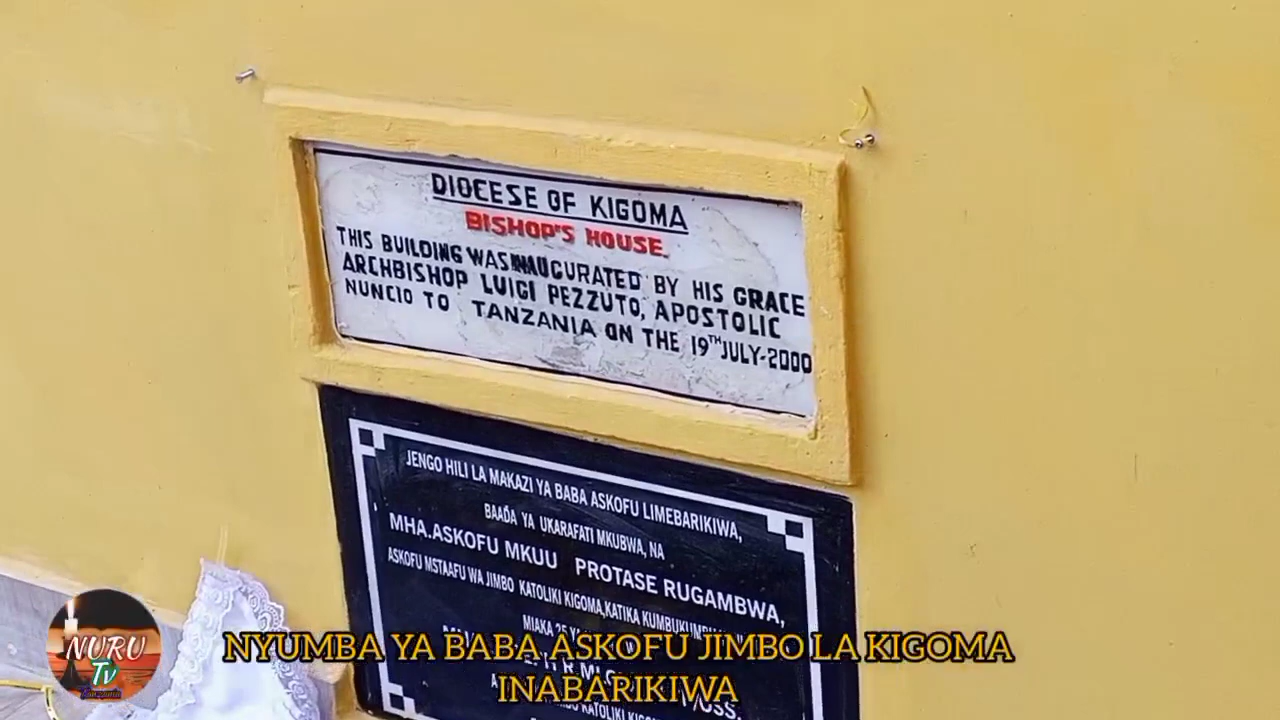 DIOCESE OF KIGOMA
BISHOP'S HOUSE.
THIS BUILDING WAS INAUGURATED BY HIS GRACE
ARCHBISHOP LUIGI PEZZUTO, APOSTOLIC
NUNCIO TO TANZANIA ON THE 19TH JULY-2000
JENGO HILI LA MAKAZI YA BABA ASKOFU LIMEBARIKIWA,
BAADA YA UKARAFATI MKUBWA, NA
MHA.ASKOFU MKUU PROTASE RUGAMBWA,
ASKOFU MSTAAFU WA JIMBO KATOLIKI KIGOMA,KATIKA
MIAKA 25
KATOLIKI
NURU
Tv
Tanzania
NYUMBA YA BABA ASKOFU JIMBO LA KIGOMA
INABARIKIWA